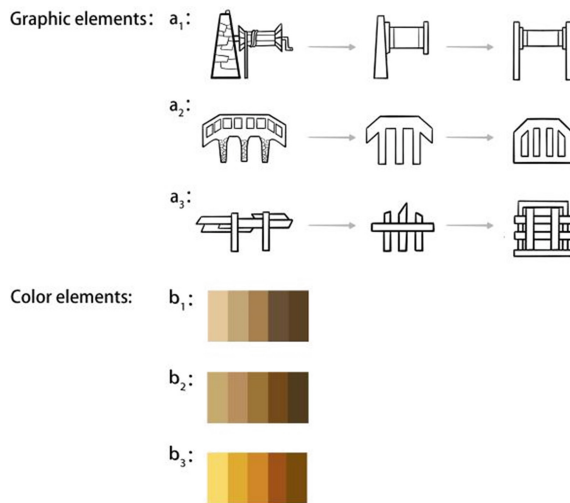 Graphic elements: a₁:
a₂:
a₃:
Color elements: b₁:
b₂:
b₃: